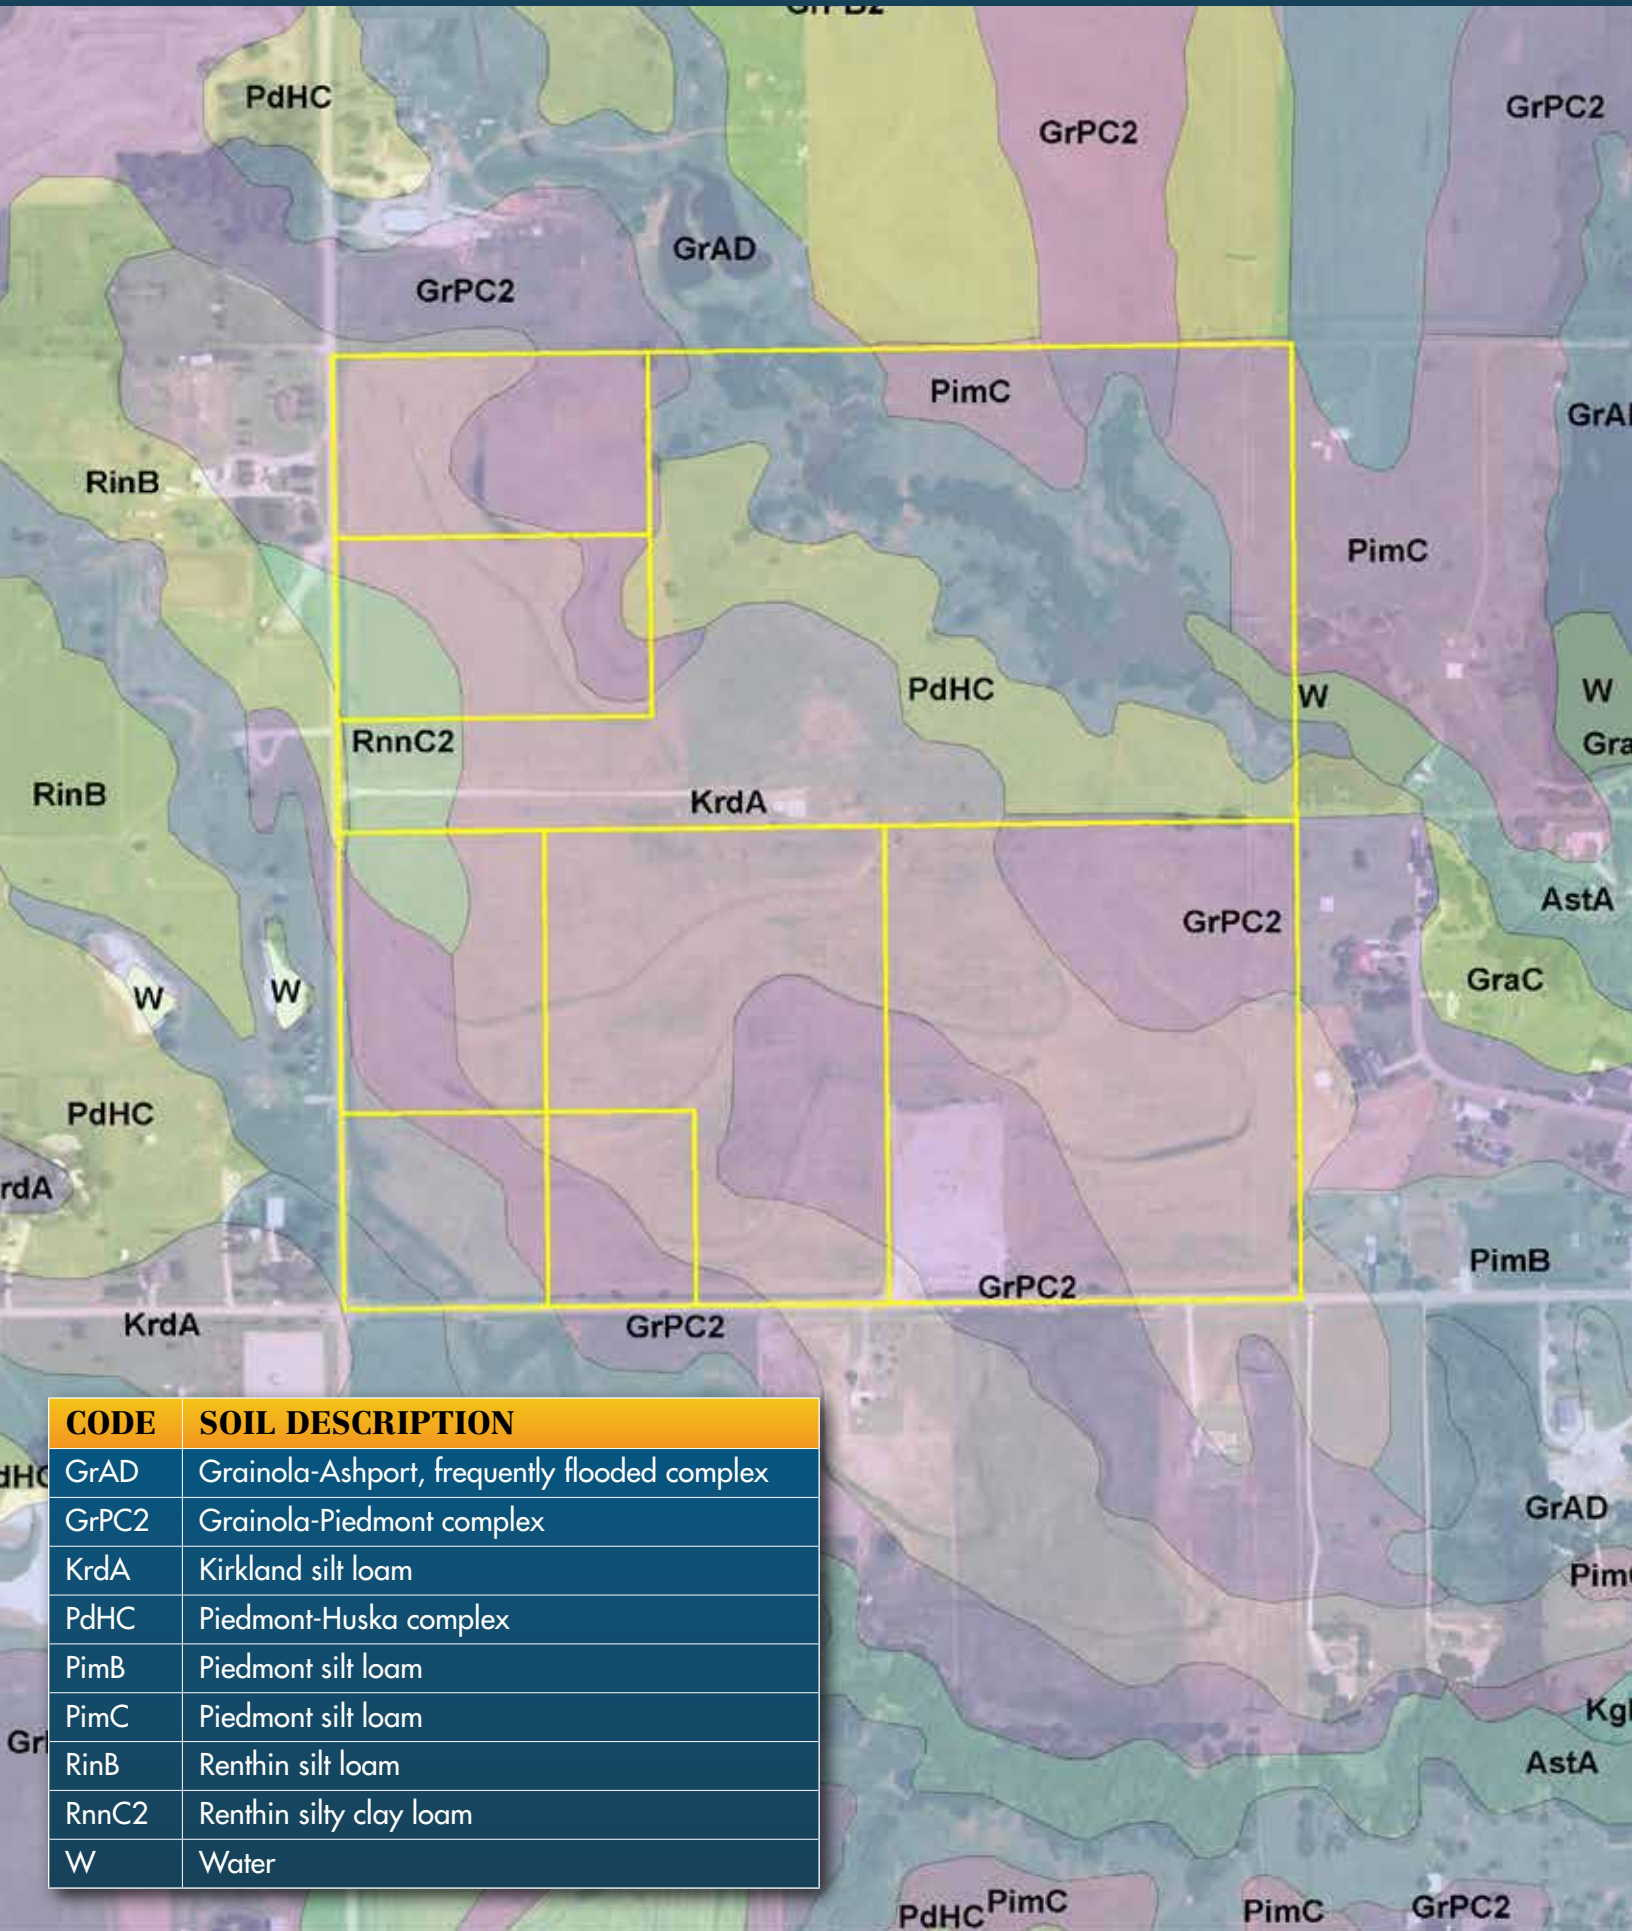 PdHC
GrPC2
GrPC2
GrAD
GrPC2
PimC
RinB
PimC
W
W
PdHC
RnnC2
RinB
KrdA
AstA
GrPC2
GraC
W
W
PdHC
PimB
GrPC2
KrdA
GrPC2
CODE SOIL DESCRIPTION
GrAD Grainola-Ashport, frequently flooded complex
GrPC2 Grainola-Piedmont complex
KrdA Kirkland silt loam
PdHC Piedmont-Huska complex
PimB Piedmont silt loam
PimC Piedmont silt loam
RinB Renthin silt loam
RnnC2 Renthin silty clay loam
W Water
GrAD
AstA
PdHC
PimC
PimC
GrPC2